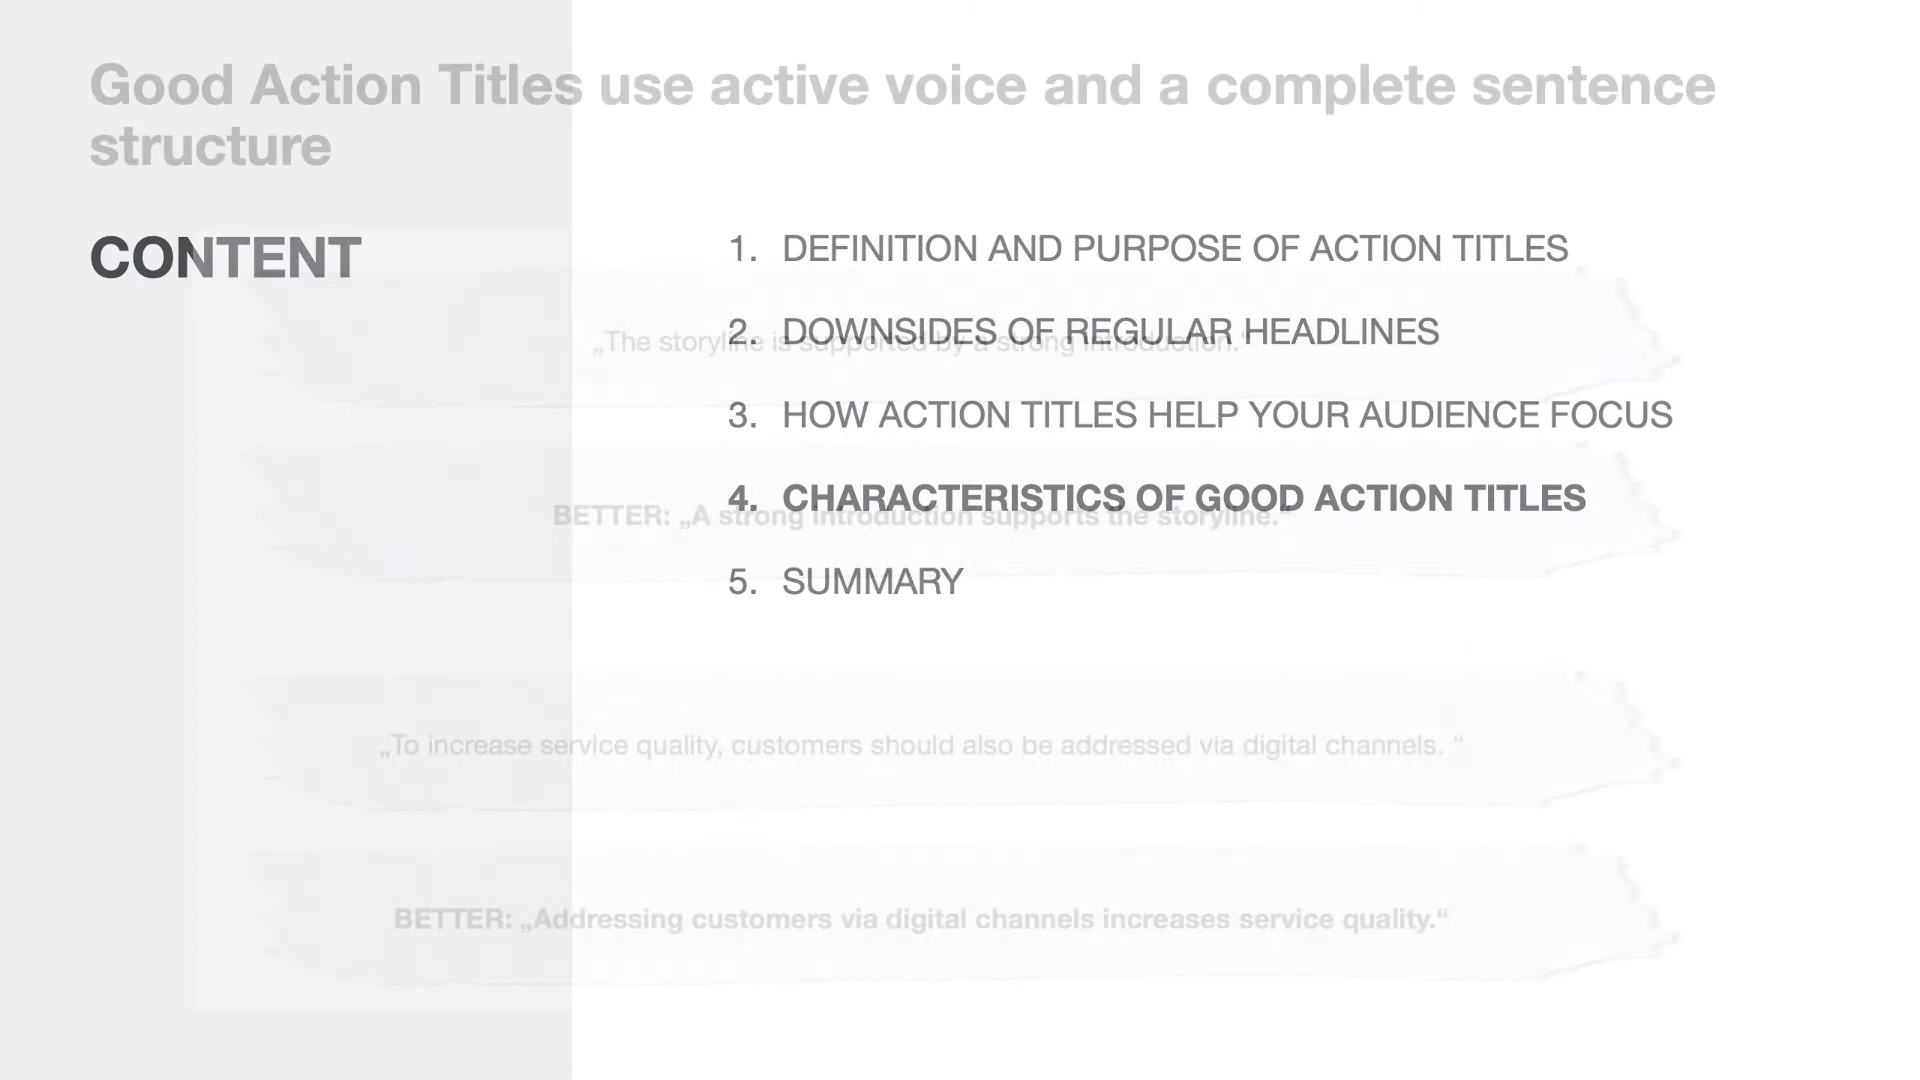 Good Action Titles use active voice and a complete sentence
structure
CONTENT
1. DEFINITION AND PURPOSE OF ACTION TITLES
2. DOWNSIDES OF REGULAR HEADLINES
„The storyline is supported by a strong introduction.“
3. HOW ACTION TITLES HELP YOUR AUDIENCE FOCUS
4. CHARACTERISTICS OF GOOD ACTION TITLES
BETTER: „A strong introduction supports the storyline.“
5. SUMMARY
„To increase service quality, customers should also be addressed via digital channels. “
BETTER: „Addressing customers via digital channels increases service quality.“